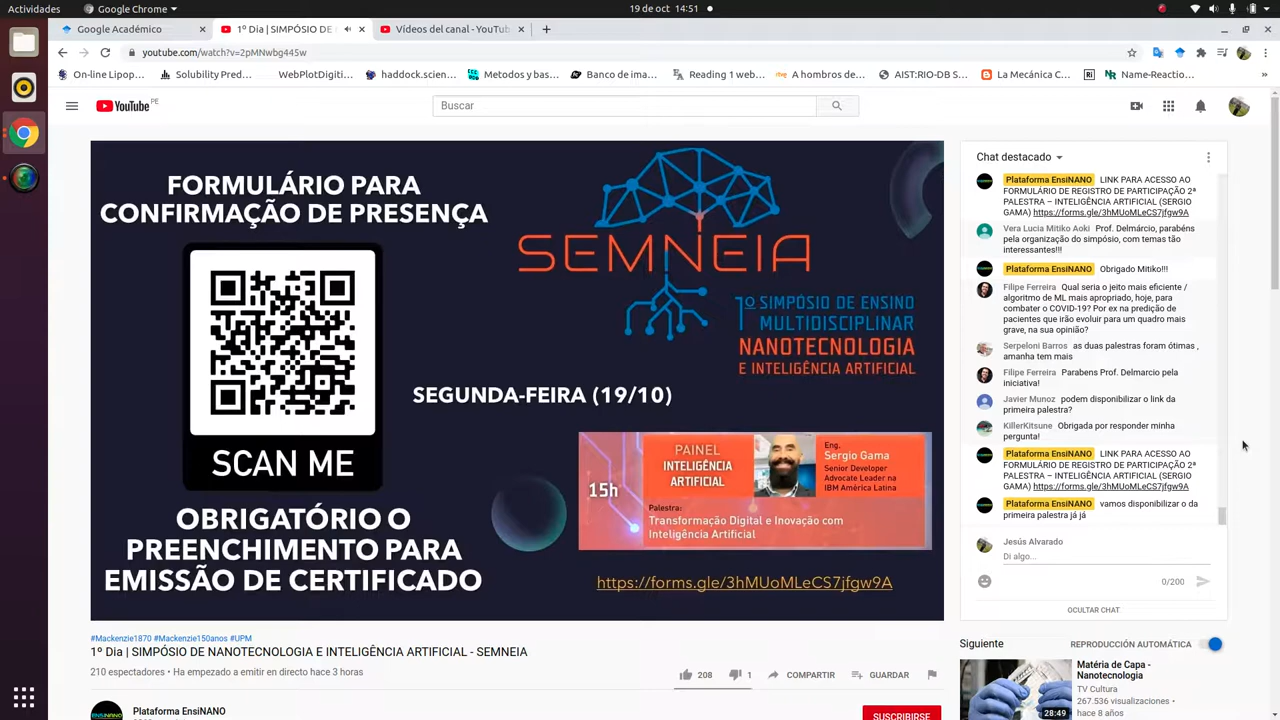 Actividades
Google Chrome
19 de oct 14:51
Google Académico
1º Dia | SIMPÓSIO DE
Vídeos del canal - YouTub
youtube.com/watch?v=2pMNwbg445w
On-line Lipop...
Solubility Pred...
WebPlotDigiti...
haddock.scien...
Metodos y bas...
Banco de imag...
Reading 1 web...
A hombros de...
AIST:RIO-DB S...
La Mecánica C...
Name-Reactio...
YouTube PE
Buscar
FORMULÁRIO PARA
CONFIRMAÇÃO DE PRESENÇA
SCAN ME
OBRIGATÓRIO O
PREENCHIMENTO PARA
EMISSÃO DE CERTIFICADO
SEMNEIA
1º SIMPÓSIO DE ENSINO
MULTIDISCIPLINAR
NANOTECNOLOGIA
E INTELIGÊNCIA ARTIFICIAL
SEGUNDA-FEIRA (19/10)
15h
PAINEL
INTELIGÊNCIA
ARTIFICIAL
Eng.
Sergio Gama
Senior Developer
Advocate Leader na
IBM América Latina
Palestra:
Transformação Digital e Inovação com
Inteligência Artificial
https://forms.gle/3hMUoMLeCS7jfgw9A
#Mackenzie1870 #Mackenzie150anos #UPM
1º Dia | SIMPÓSIO DE NANOTECNOLOGIA E INTELIGÊNCIA ARTIFICIAL - SEMNEIA
210 espectadores • Ha empezado a emitir en directo hace 3 horas
208
1
COMPARTIR
GUARDAR
ENSINANO
Plataforma EnsiNANO
SUSCRIBIRSE
Chat destacado
Plataforma EnsiNANO LINK PARA ACESSO AO
FORMULÁRIO DE REGISTRO DE PARTICIPAÇÃO 2ª
PALESTRA – INTELIGÊNCIA ARTIFICIAL (SERGIO
GAMA) https://forms.gle/3hMUoMLeCS7jfgw9A
Vera Lucia Mitiko Aoki Prof. Delmárcio, parabéns
pela organização do simpósio, com temas tão
interessantes!!!
Plataforma EnsiNANO Obrigado Mitiko!!!
Filipe Ferreira Qual seria o jeito mais eficiente /
algoritmo de ML mais apropriado, hoje, para
combater o COVID-19? Por ex na predição de
pacientes que irão evoluir para um quadro mais
grave, na sua opinião?
Serpeloni Barros as duas palestras foram ótimas ,
amanha tem mais
Filipe Ferreira Parabens Prof. Delmarcio pela
iniciativa!
Javier Munoz podem disponibilizar o link da
primeira palestra?
KillerKitsune Obrigada por responder minha
pergunta!
Plataforma EnsiNANO LINK PARA ACESSO AO
FORMULÁRIO DE REGISTRO DE PARTICIPAÇÃO 2ª
PALESTRA – INTELIGÊNCIA ARTIFICIAL (SERGIO
GAMA) https://forms.gle/3hMUoMLeCS7jfgw9A
Plataforma EnsiNANO vamos disponibilizar o da
primeira palestra já já
Jesús Alvarado
Di algo...
0/200
OCULTAR CHAT
Siguiente
REPRODUCCIÓN AUTOMÁTICA
Matéria de Capa -
Nanotecnologia
TV Cultura
267.536 visualizaciones •
hace 8 años
28:49